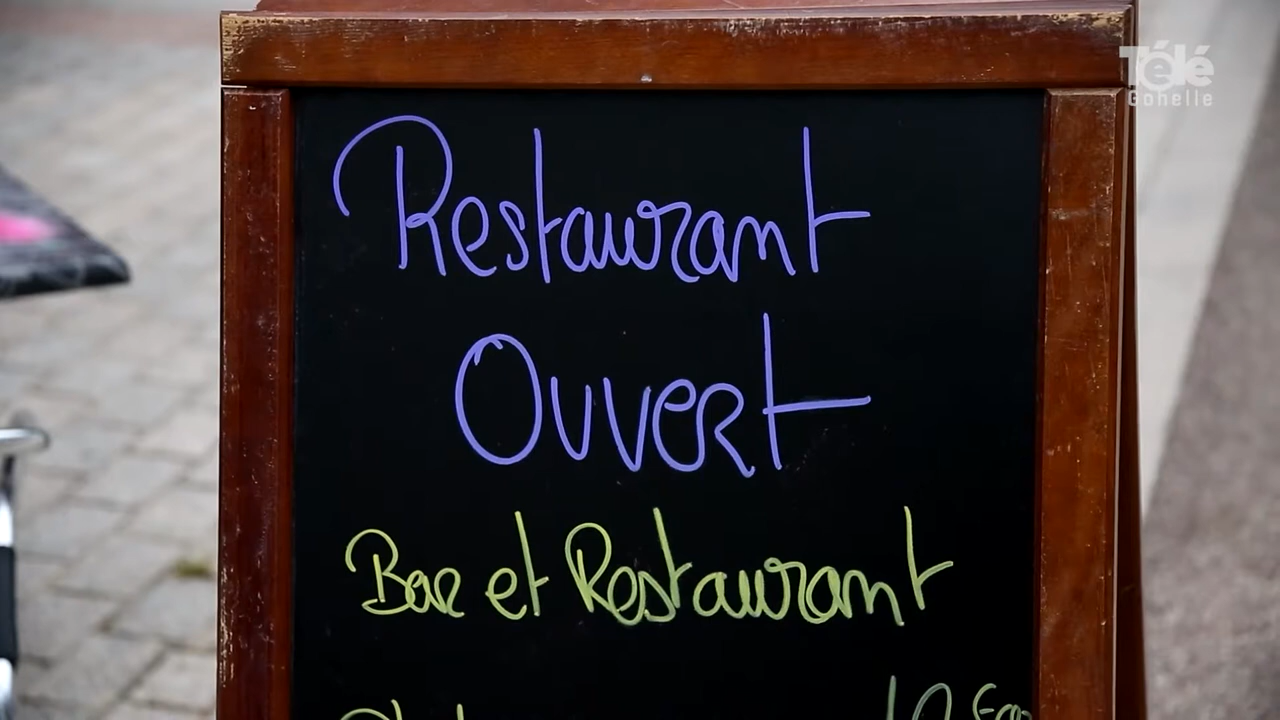 Télé
Gohelle
Restaurant
Ouvert
Bar et Restaurant